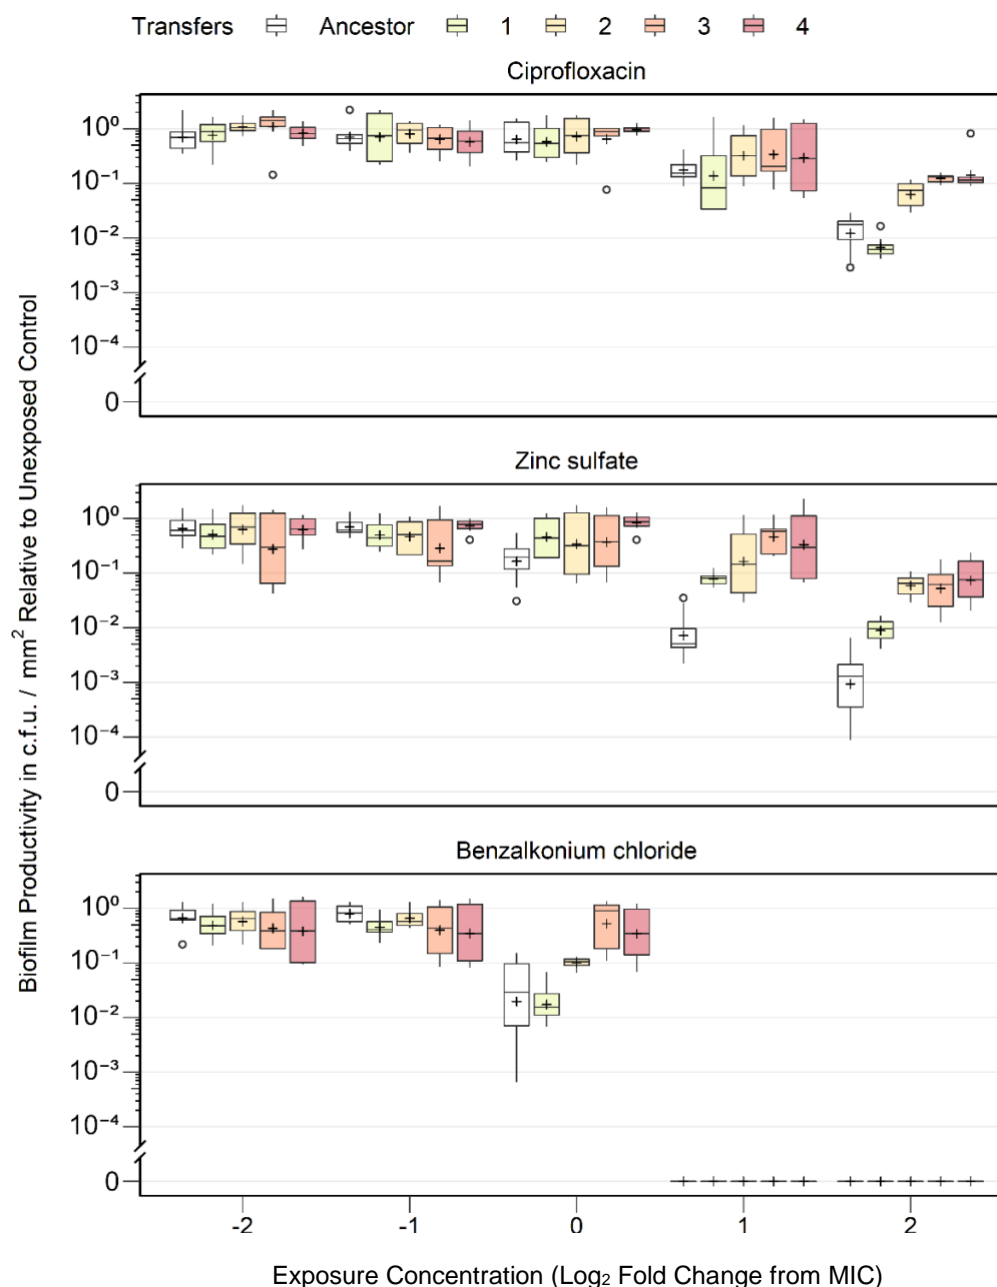 Transfers Ancestor 1 2 3 4
Ciprofloxacin
10⁰
10⁻¹
10⁻²
10⁻³
10⁻⁴
0
Zinc sulfate
10⁰
10⁻¹
10⁻²
10⁻³
10⁻⁴
0
Benzalkonium chloride
10⁰
10⁻¹
10⁻²
10⁻³
10⁻⁴
0
-2 -1 0 1 2
Biofilm Productivity in c.f.u. / mm² Relative to Unexposed Control
Exposure Concentration (Log₂ Fold Change from MIC)